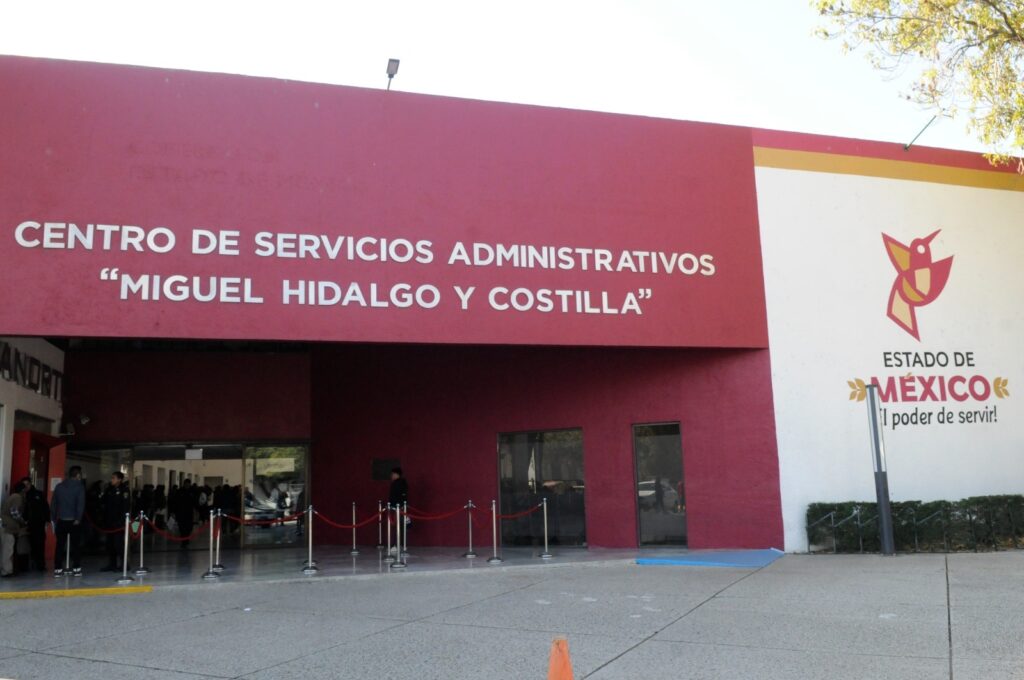 CENTRO DE SERVICIOS ADMINISTRATIVOS
“MIGUEL HIDALGO Y COSTILLA”
ESTADO DE
MÉXICO
¡El poder de servir!